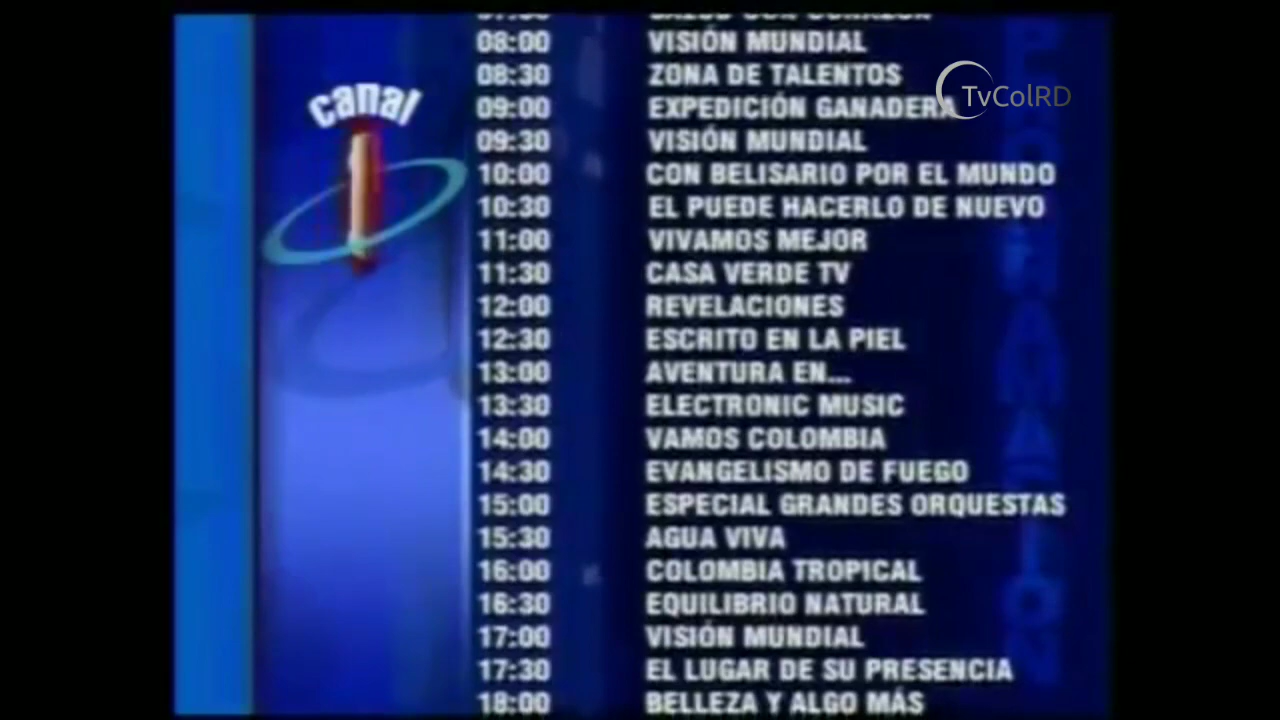 canal
1
TvColRD
08:00 VISIÓN MUNDIAL
08:30 ZONA DE TALENTOS
09:00 EXPEDICIÓN GANADERA
09:30 VISIÓN MUNDIAL
10:00 CON BELISARIO POR EL MUNDO
10:30 EL PUEDE HACERLO DE NUEVO
11:00 VIVAMOS MEJOR
11:30 CASA VERDE TV
12:00 REVELACIONES
12:30 ESCRITO EN LA PIEL
13:00 AVENTURA EN...
13:30 ELECTRONIC MUSIC
14:00 VAMOS COLOMBIA
14:30 EVANGELISMO DE FUEGO
15:00 ESPECIAL GRANDES ORQUESTAS
15:30 AGUA VIVA
16:00 COLOMBIA TROPICAL
16:30 EQUILIBRIO NATURAL
17:00 VISIÓN MUNDIAL
17:30 EL LUGAR DE SU PRESENCIA
18:00 BELLEZA Y ALGO MÁS
PROGRAMACIÓN